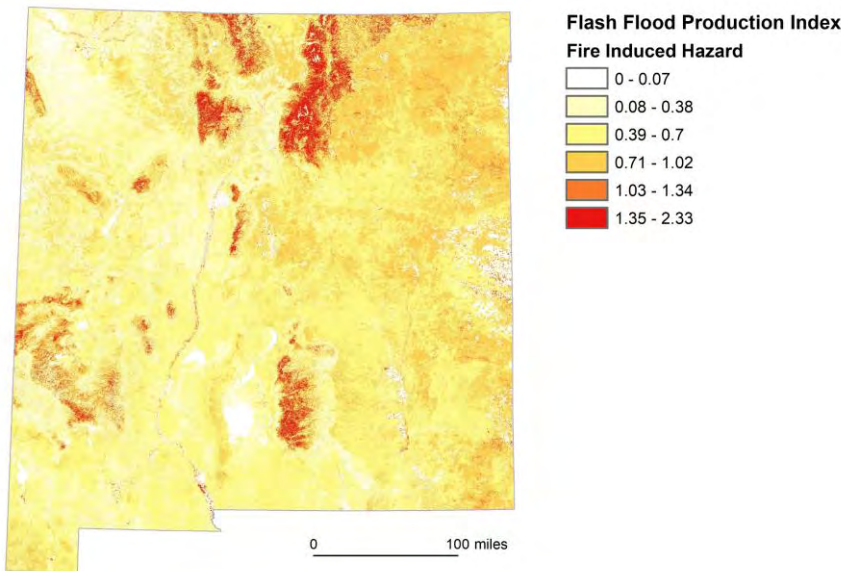 Flash Flood Production Index
Fire Induced Hazard
0 - 0.07
0.08 - 0.38
0.39 - 0.7
0.71 - 1.02
1.03 - 1.34
1.35 - 2.33
0 100 miles